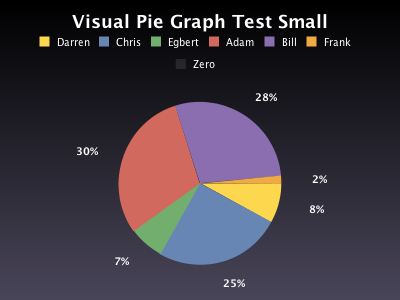 Visual Pie Graph Test Small
Darren Chris Egbert Adam Bill Frank
Zero
28%
30%
2%
8%
7%
25%